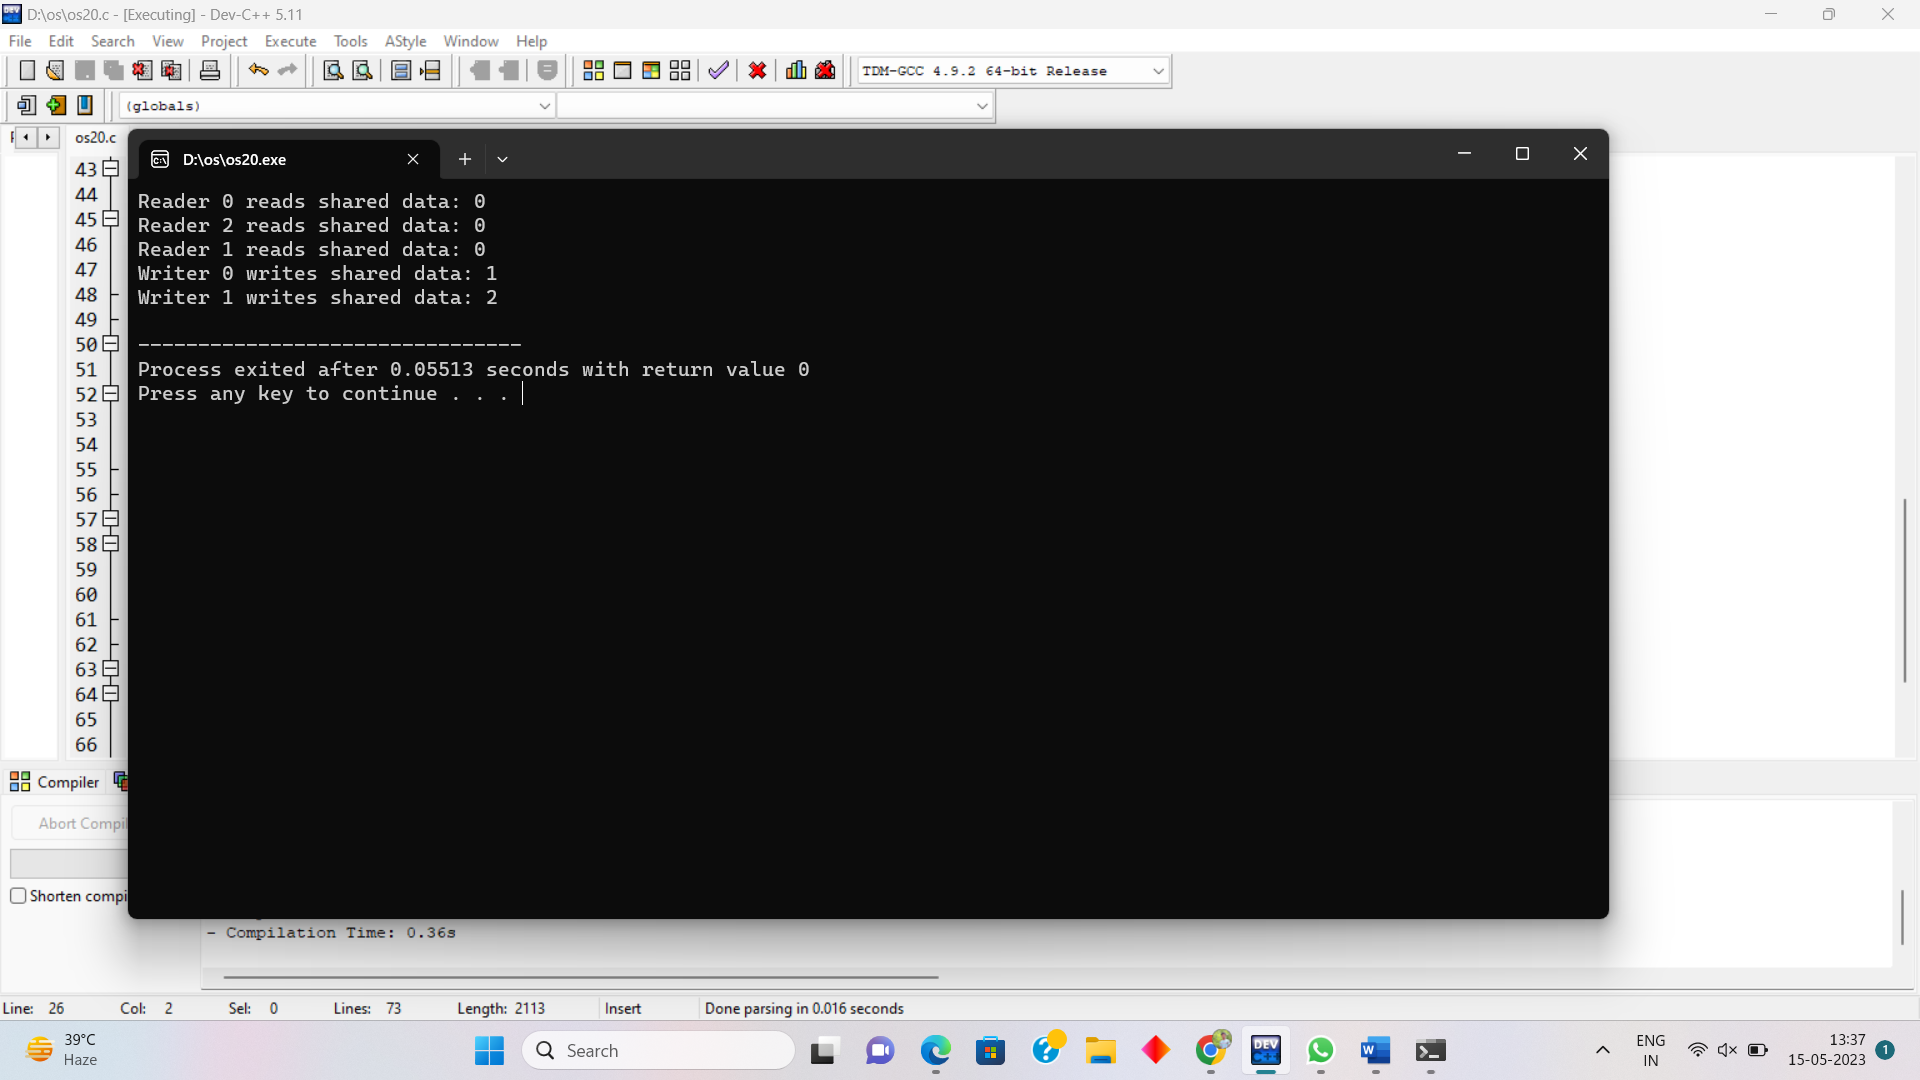 D:\os\os20.c - [Executing] - Dev-C++ 5.11
File Edit Search View Project Execute Tools AStyle Window Help
TDM-GCC 4.9.2 64-bit Release
(globals)
os20.c
D:\os\os20.exe
43
44
45
46
47
48
49
50
51
52
53
54
55
56
57
58
59
60
61
62
63
64
65
66
Reader 0 reads shared data: 0
Reader 2 reads shared data: 0
Reader 1 reads shared data: 0
Writer 0 writes shared data: 1
Writer 1 writes shared data: 2
--------------------------------
Process exited after 0.05513 seconds with return value 0
Press any key to continue . . .
Compiler
Abort Compil
Shorten compi
- Compilation Time: 0.36s
Line: 26 Col: 2 Sel: 0 Lines: 73 Length: 2113 Insert Done parsing in 0.016 seconds
39°C
Haze
Search
DEV
C++
ENG
IN
13:37
15-05-2023
1